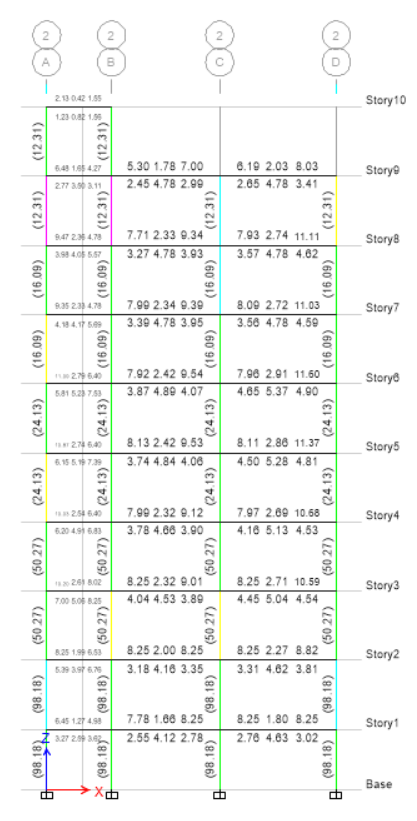 2 2 2 2
A B C D
2.13 0.42 1.55 Story10
1.23 0.82 1.56
(12.31) (12.31)
6.48 1.65 4.27 5.30 1.78 7.00 6.19 2.03 8.03 Story9
2.77 3.50 3.11 2.45 4.78 2.99 2.65 4.78 3.41
(12.31) (12.31) (12.31) (12.31)
9.47 2.36 4.78 7.71 2.33 9.34 7.93 2.74 11.11 Story8
3.98 4.05 5.57 3.27 4.78 3.93 3.57 4.78 4.62
(16.09) (16.09) (16.09) (16.09)
9.35 2.33 4.78 7.99 2.34 9.39 8.09 2.72 11.03 Story7
4.18 4.17 5.69 3.39 4.78 3.95 3.56 4.78 4.59
(16.09) (16.09) (16.09) (16.09)
2.79 6.40 7.92 2.42 9.54 7.96 2.91 11.60 Story6
5.81 5.23 7.53 3.87 4.89 4.07 4.65 5.37 4.90
(24.13) (24.13) (24.13) (24.13)
2.74 6.40 8.13 2.42 9.53 8.11 2.86 11.37 Story5
6.15 5.19 7.39 3.74 4.84 4.06 4.50 5.28 4.81
(24.13) (24.13) (24.13) (24.13)
2.54 6.40 7.99 2.32 9.12 7.97 2.69 10.68 Story4
6.20 4.91 6.83 3.78 4.66 3.90 4.16 5.13 4.53
(50.27) (50.27) (50.27) (50.27)
2.61 8.02 8.25 2.32 9.01 8.25 2.71 10.59 Story3
7.00 5.06 8.25 4.04 4.53 3.89 4.45 5.04 4.54
(50.27) (50.27) (50.27) (50.27)
8.25 1.99 6.53 8.25 2.00 8.25 8.25 2.27 8.82 Story2
5.39 3.97 6.76 3.18 4.16 3.35 3.31 4.62 3.81
(98.18) (98.18) (98.18) (98.18)
6.45 1.27 4.98 7.78 1.66 8.25 8.25 1.80 8.25 Story1
Z 3.27 2.59 3.62 2.55 4.12 2.78 2.76 4.63 3.02
(98.18) (98.18) (98.18) (98.18)
X Base